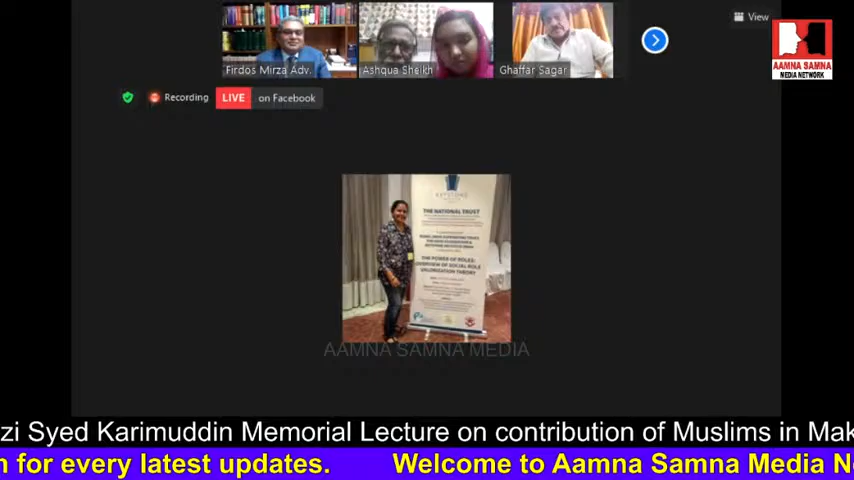 View
AAMNA SAMNA
MEDIA NETWORK
Firdos Mirza Adv.
Ashqua Sheikh
Ghaffar Sagar
Recording
LIVE
on Facebook
KEYSTONE
THE NATIONAL TRUST
THE POWER OF ROLES:
OVERVIEW OF SOCIAL ROLE
VALORISATION THEORY
AAMNA SAMNA MEDIA
zi Syed Karimuddin Memorial Lecture on contribution of Muslims in Mak
n for every latest updates. Welcome to Aamna Samna Media N